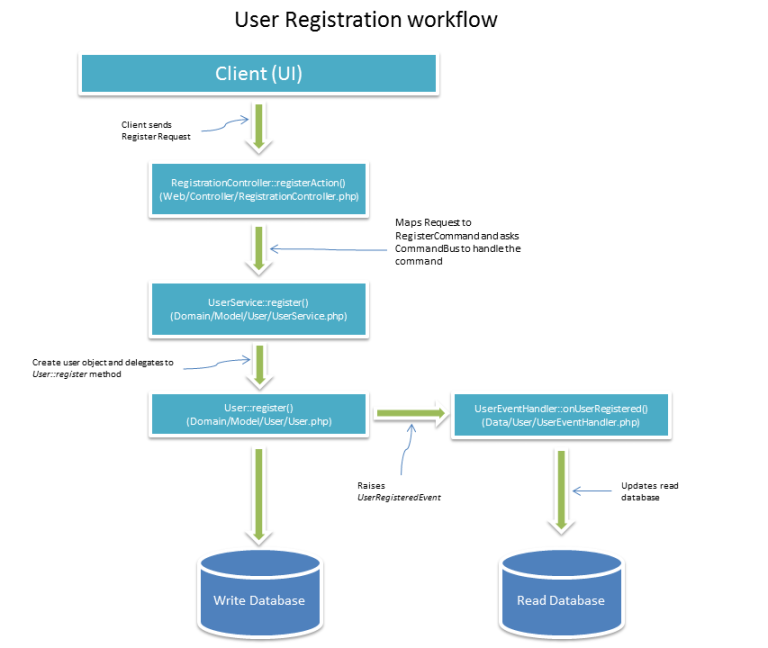 User Registration workflow
Client (UI)
Client sends
Register Request
RegistrationController::registerAction()
(Web/Controller/RegistrationController.php)
Maps Request to
RegisterCommand and asks
CommandBus to handle the
command
UserService::register()
(Domain/Model/User/UserService.php)
Create user object and delegates to
User::register method
User::register()
(Domain/Model/User/User.php)
UserEventHandler::onUserRegistered()
(Data/User/UserEventHandler.php)
Raises
UserRegisteredEvent
Updates read
database
Write Database
Read Database